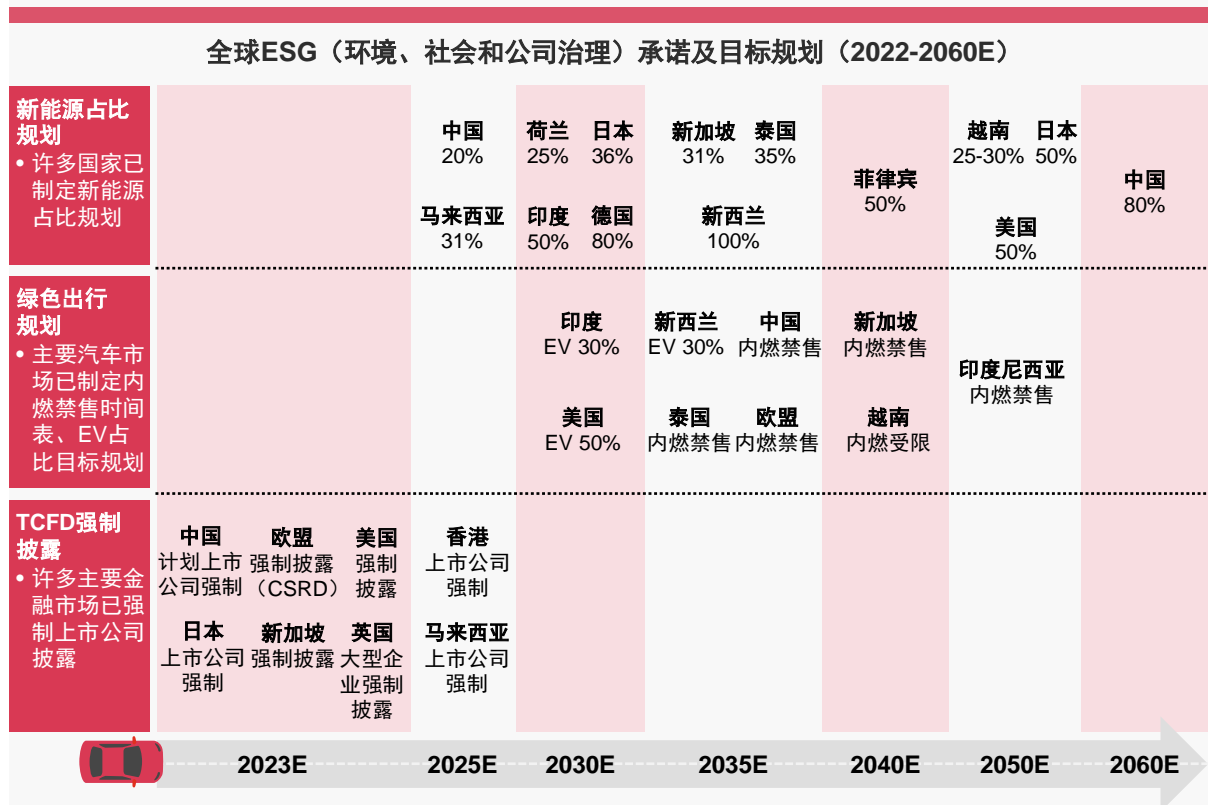 全球ESG（环境、社会和公司治理）承诺及目标规划（2022-2060E）
新能源占比
规划
• 许多国家已
制定新能源
占比规划
中国
20%
马来西亚
31%
荷兰 日本
25% 36%
印度 德国
50% 80%
新加坡 泰国
31% 35%
新西兰
100%
菲律宾
50%
越南 日本
25-30% 50%
美国
50%
中国
80%
绿色出行
规划
• 主要汽车市
场已制定内
燃禁售时间
表、EV占
比目标规划
印度
EV 30%
美国
EV 50%
新西兰 中国
EV 30% 内燃禁售
泰国 欧盟
内燃禁售 内燃禁售
新加坡
内燃禁售
越南
内燃受限
印度尼西亚
内燃禁售
TCFD强制
披露
• 许多主要金
融市场已强
制上市公司
披露
中国 欧盟 美国
计划上市 强制披露 强制
公司强制 （CSRD） 披露
日本 新加坡 英国
上市公司 强制披露 大型企
强制 业强制
披露
香港
上市公司
强制
马来西亚
上市公司
强制
2023E 2025E 2030E 2035E 2040E 2050E 2060E